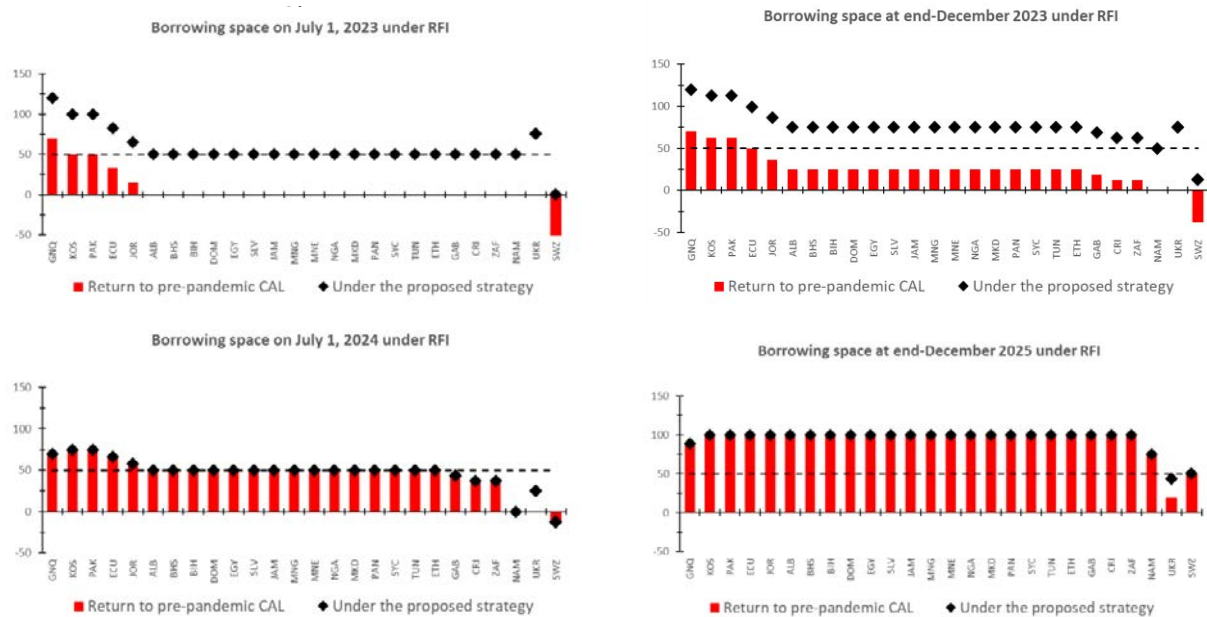 Borrowing space on July 1, 2023 under RFI
150
100
50
0
-50
GNQ KOS PAK ECU JOR ALB BHS BIH DOM EGY SLV JAM MNG MNE NGA MKD PAN SYC TUN ETH GAB CRI ZAF NAM UKR SWZ
Return to pre-pandemic CAL Under the proposed strategy
Borrowing space at end-December 2023 under RFI
150
100
50
0
-50
GNQ KOS PAK ECU JOR ALB BHS BIH DOM EGY SLV JAM MNG MNE NGA MKD PAN SYC TUN ETH GAB CRI ZAF NAM UKR SWZ
Return to pre-pandemic CAL Under the proposed strategy
Borrowing space on July 1, 2024 under RFI
150
100
50
0
-50
GNQ KOS PAK ECU JOR ALB BHS BIH DOM EGY SLV JAM MNG MNE NGA MKD PAN SYC TUN ETH GAB CRI ZAF NAM UKR SWZ
Return to pre-pandemic CAL Under the proposed strategy
Borrowing space at end-December 2025 under RFI
150
100
50
0
-50
GNQ KOS PAK ECU JOR ALB BHS BIH DOM EGY SLV JAM MNG MNE NGA MKD PAN SYC TUN ETH GAB CRI ZAF NAM UKR SWZ
Return to pre-pandemic CAL Under the proposed strategy